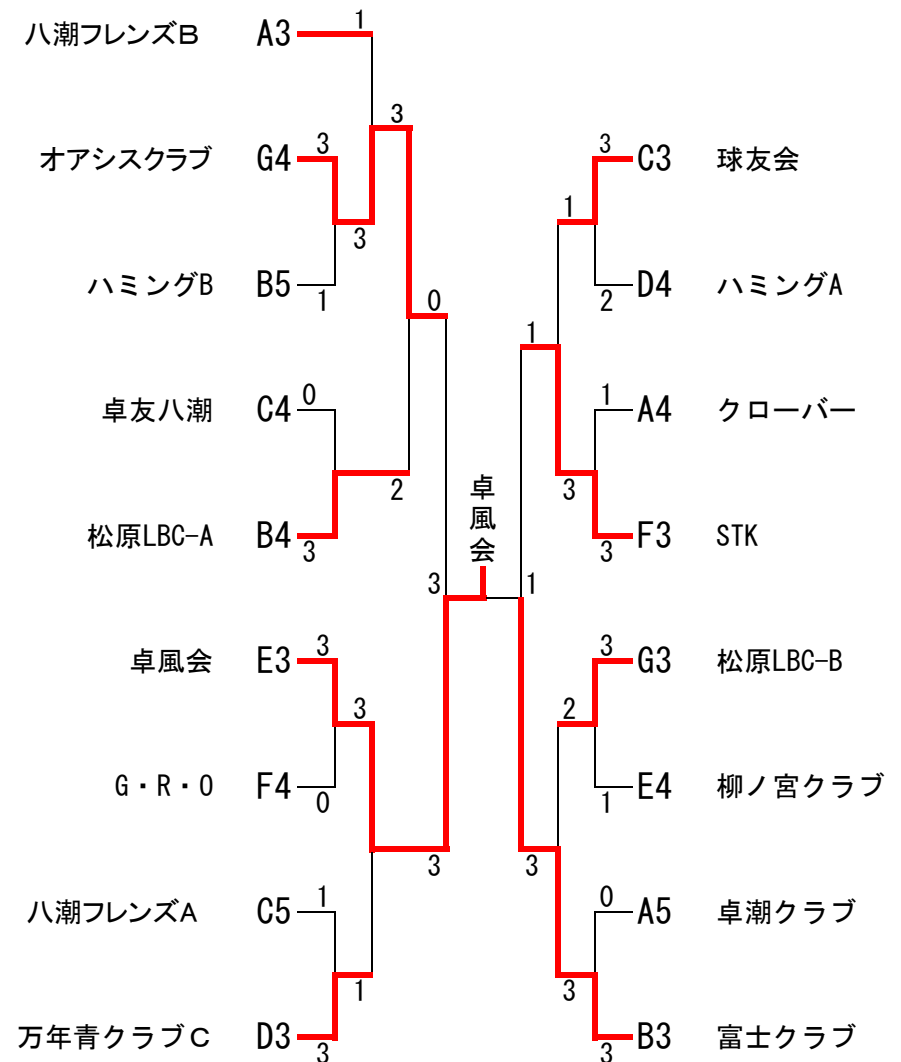 八潮フレンズB A3 1
3
オアシスクラブ G4 3
3 C3 球友会
3
1
ハミングB B5 1
2 D4 ハミングA
0
1
卓友八潮 C4 0
1 A4 クローバー
2
3
松原LBC-A B4 3
3 F3 STK
卓風会
3
1
卓風会 E3 3
3 G3 松原LBC-B
3
2
G・R・O F4 0
1 E4 柳ノ宮クラブ
3
3
八潮フレンズA C5 1
0 A5 卓潮クラブ
1
3
万年青クラブC D3 3
3 B3 富士クラブ